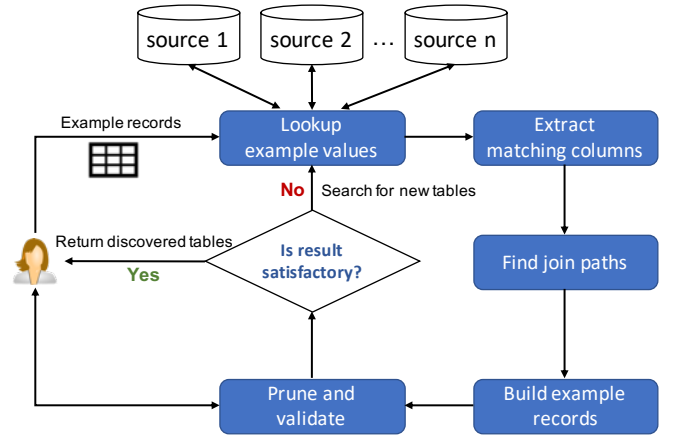 source 1
source 2
...
source n
Example records
Lookup
example values
Extract
matching columns
No
Search for new tables
Return discovered tables
Yes
Is result
satisfactory?
Find join paths
Prune and
validate
Build example
records